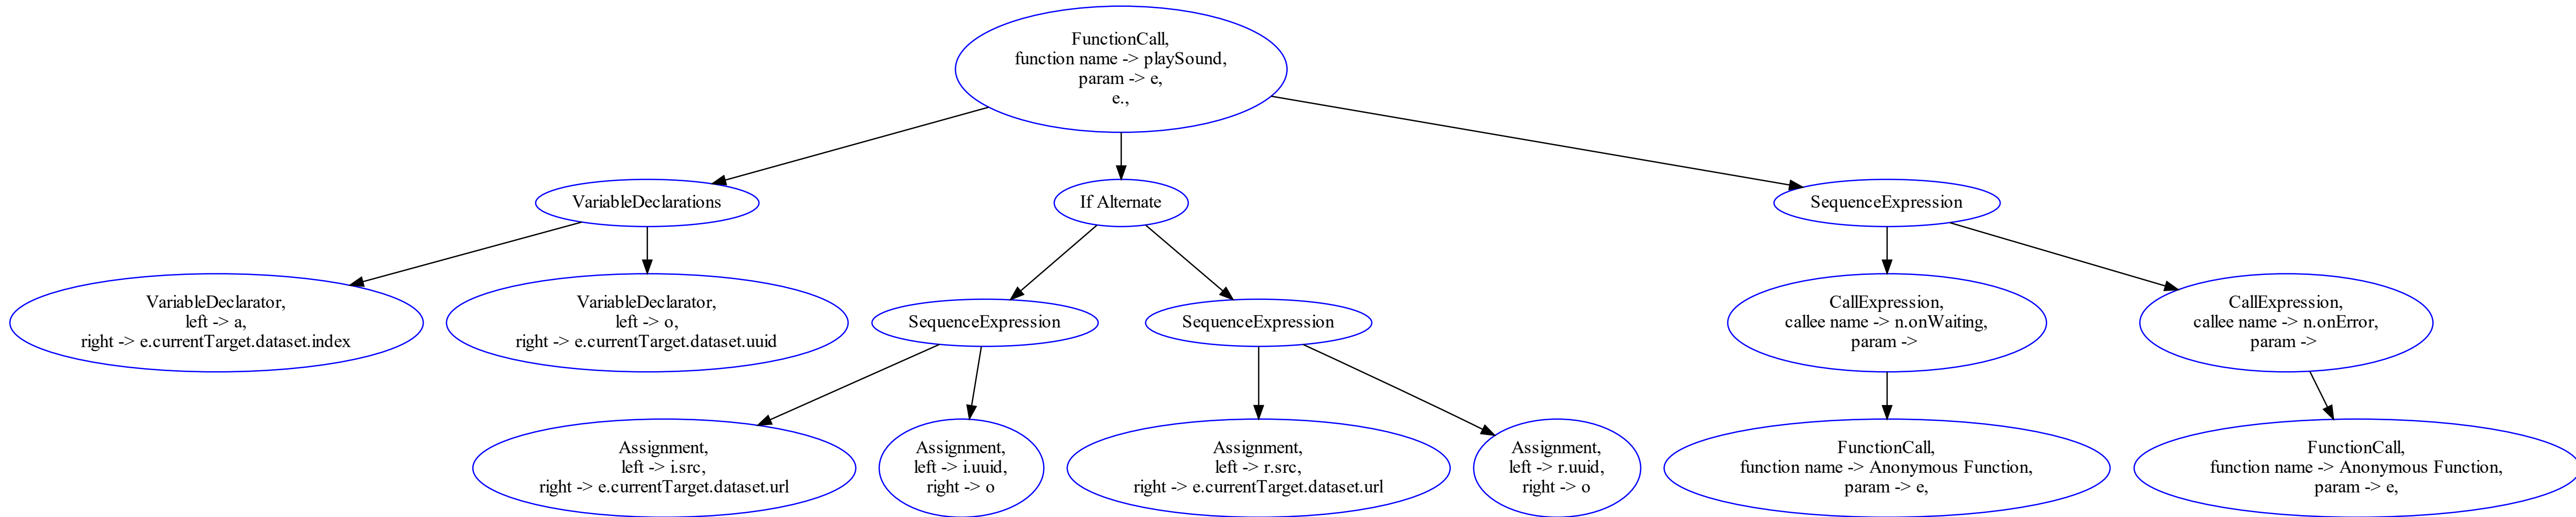 FunctionCall,
function name -> playSound,
param -> e,
e.,
VariableDeclarations
If Alternate
SequenceExpression
VariableDeclarator,
left -> a,
right -> e.currentTarget.dataset.index
VariableDeclarator,
left -> o,
right -> e.currentTarget.dataset.uuid
SequenceExpression
SequenceExpression
CallExpression,
callee name -> n.onWaiting,
param ->
CallExpression,
callee name -> n.onError,
param ->
Assignment,
left -> i.src,
right -> e.currentTarget.dataset.url
Assignment,
left -> i.uuid,
right -> o
Assignment,
left -> r.src,
right -> e.currentTarget.dataset.url
Assignment,
left -> r.uuid,
right -> o
FunctionCall,
function name -> Anonymous Function,
param -> e,
FunctionCall,
function name -> Anonymous Function,
param -> e,